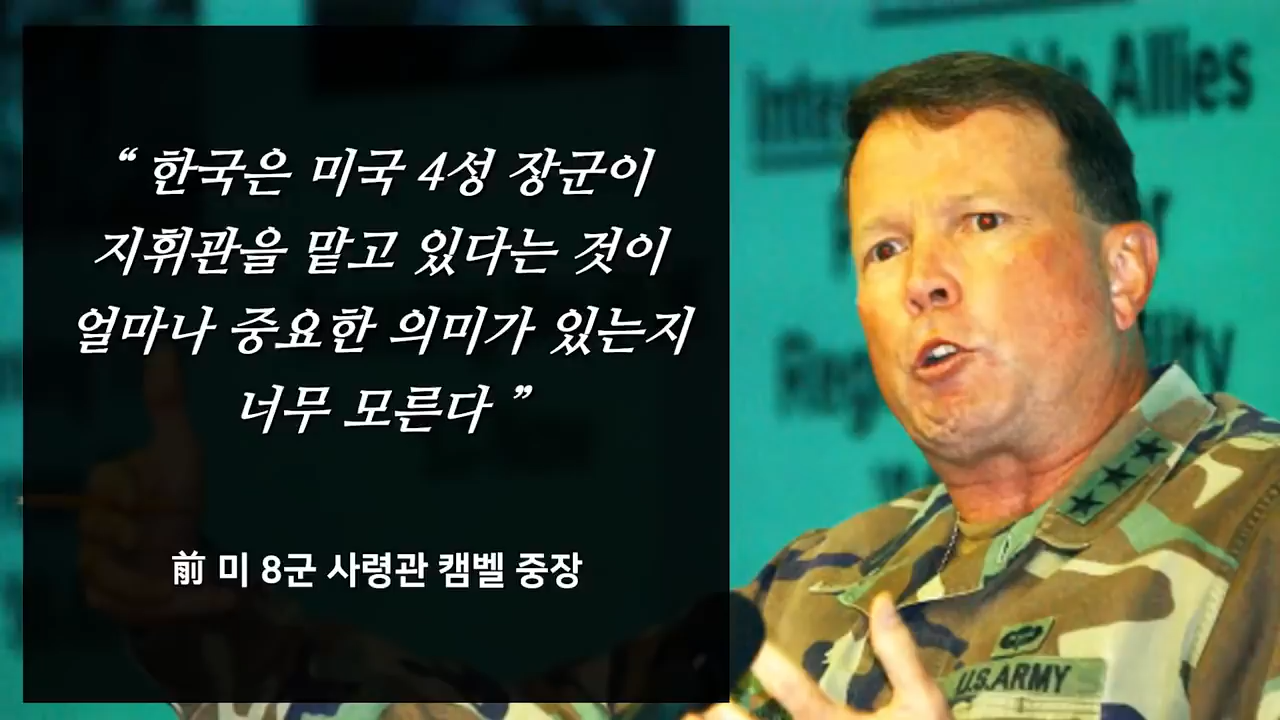 “ 한국은 미국 4성 장군이
지휘관을 맡고 있다는 것이
얼마나 중요한 의미가 있는지
너무 모른다 ”
前 미 8군 사령관 캠벨 중장
Allies
U.S.ARMY